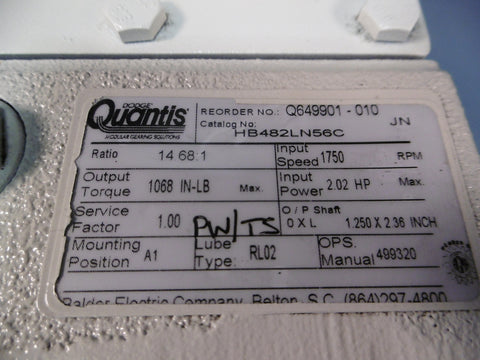 DODGE
Quantis
MODULAR GEARING SOLUTIONS
REORDER NO.: Q649901 - 010
Catalog No.: HB482LN56C JN
Ratio 14.68:1 Input Speed 1750 RPM
Output Torque 1068 IN-LB Max. Input Power 2.02 HP Max.
Service Factor 1.00 PW/TS O / P Shaft O X L 1.250 X 2.36 INCH
Mounting Position A1 Lube Type: RL02 OPS. Manual 499320
Baldor Electric Company, Belton, S.C. (864)297-4800